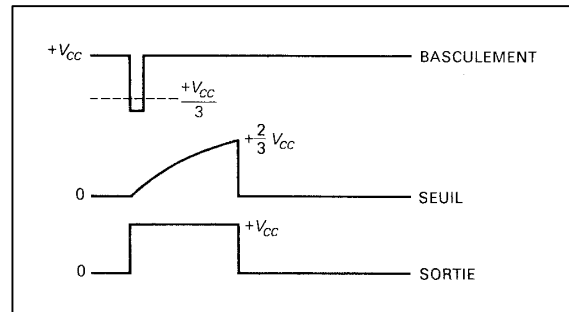 +VCC
BASCULEMENT
+VCC
3
+2/3 VCC
0
SEUIL
+VCC
0
SORTIE